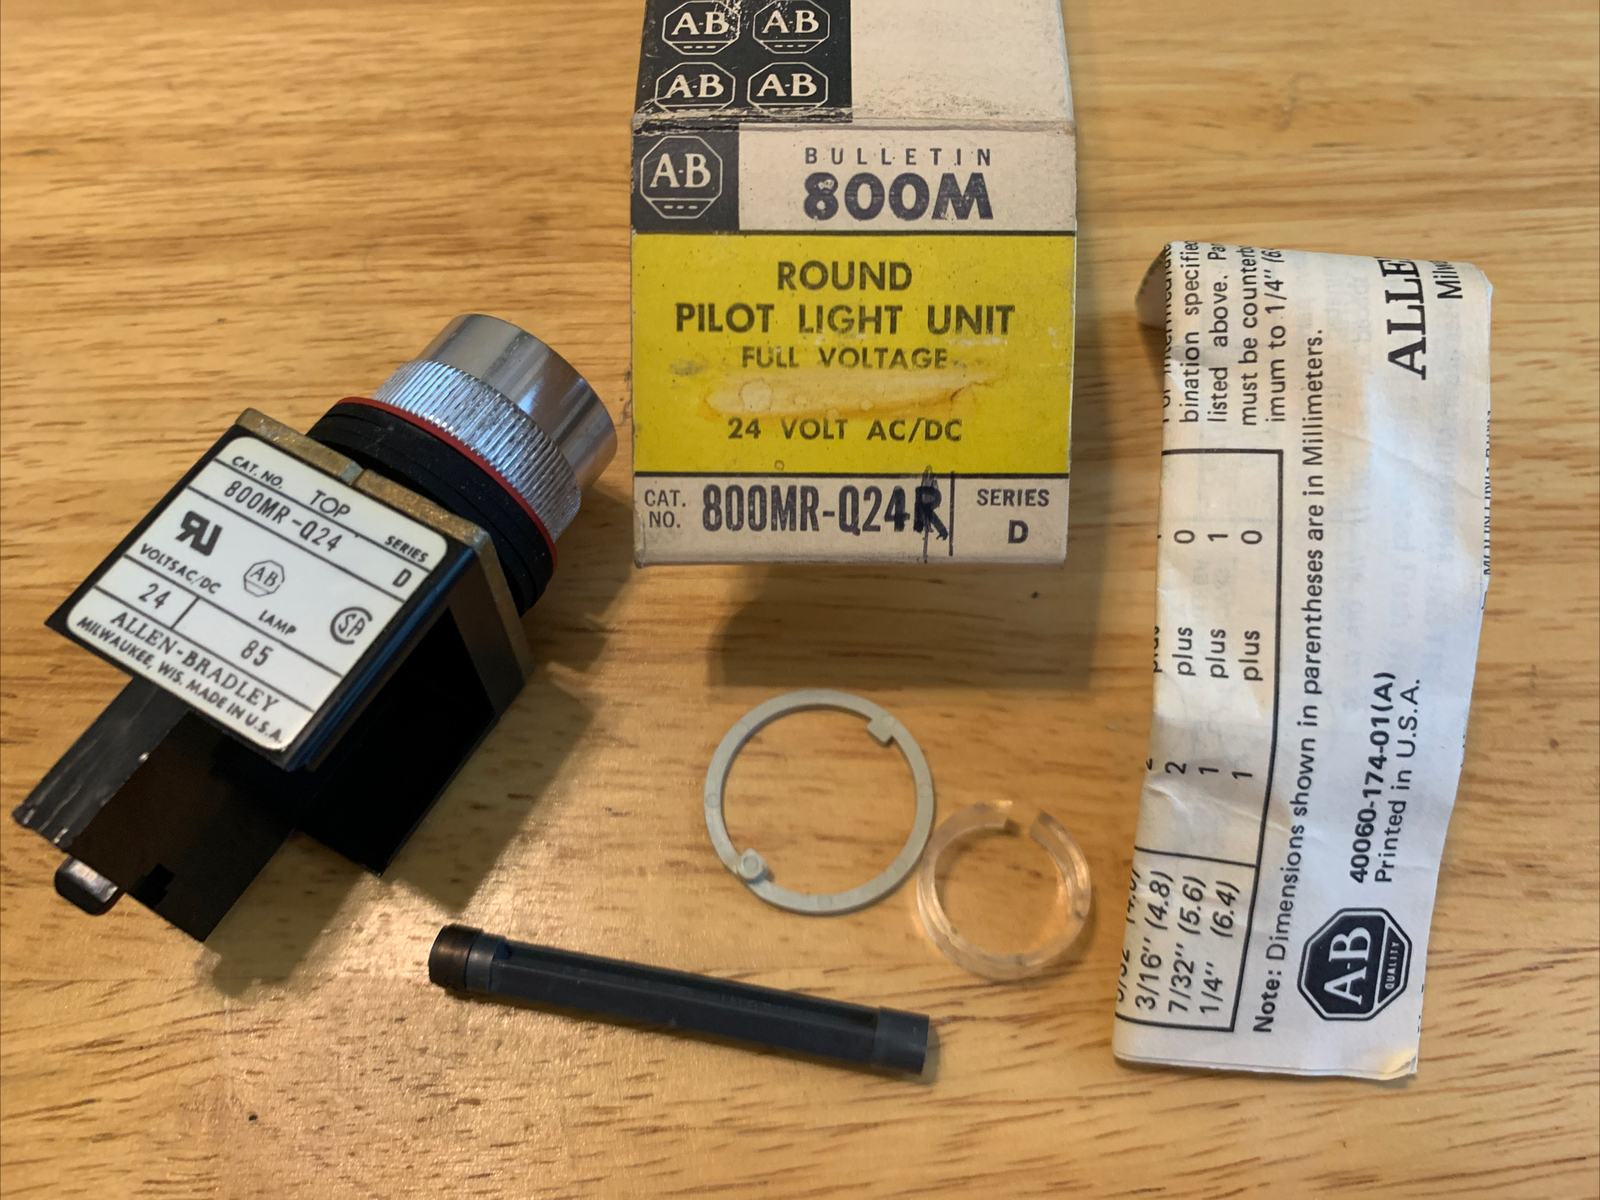 A-B A-B
A-B A-B
A-B
BULLETIN
800M
ROUND
PILOT LIGHT UNIT
FULL VOLTAGE
24 VOLT AC/DC
CAT. NO. 800MR-Q24R
SERIES D
CAT. NO. TOP
800MR-Q24
SERIES
D
VOLTS AC/DC
A-B
24
LAMP
85
ALLEN-BRADLEY
MILWAUKEE, WIS. MADE IN U.S.A.
bination specified
listed above.
must be counterb
imum to 1/4" (6.
3/16" (4.8) 2 plus 0
7/32" (5.6) 1 plus 1
1/4" (6.4) 1 plus 0
Note: Dimensions shown in parentheses are in Millimeters.
A-B
QUALITY
40060-174-01(A)
Printed in U.S.A.
ALLE
Milw